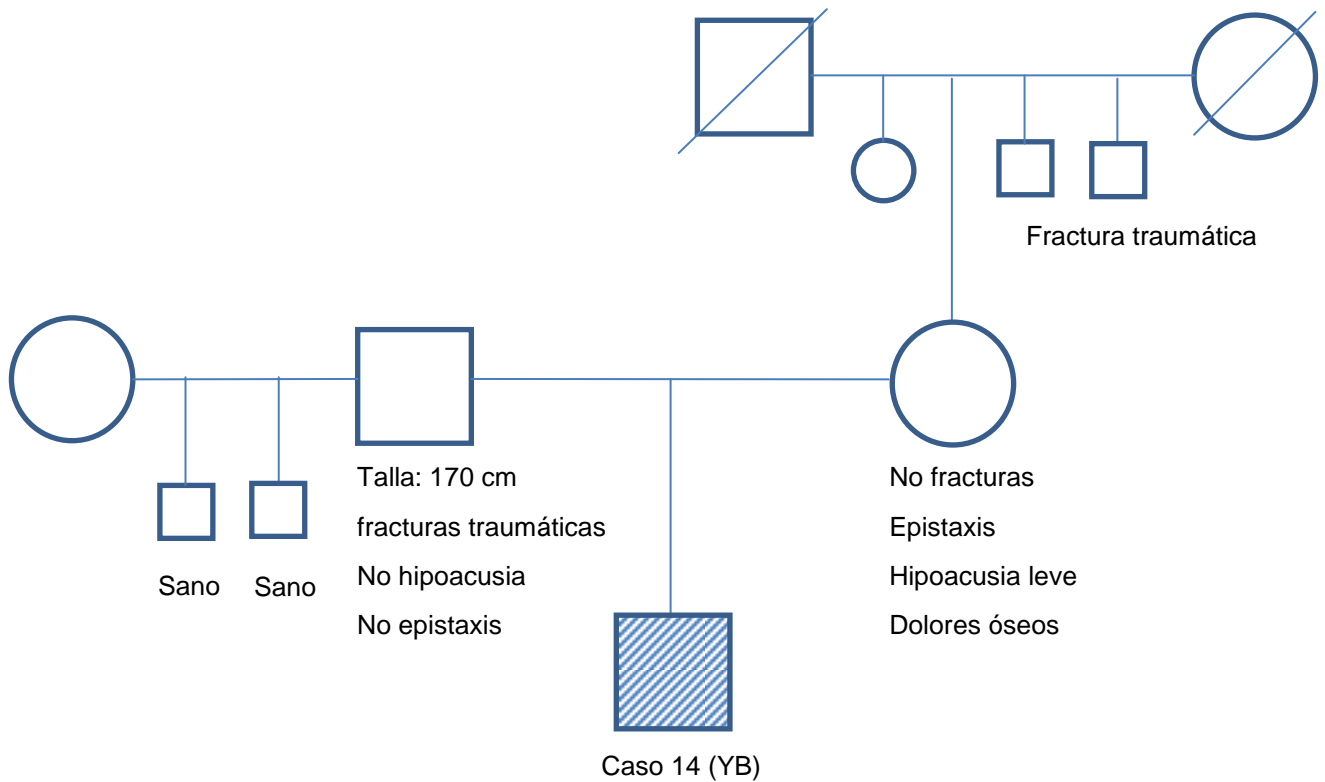 Fractura traumática
Sano
Sano
Talla: 170 cm
fracturas traumáticas
No hipoacusia
No epistaxis
No fracturas
Epistaxis
Hipoacusia leve
Dolores óseos
Caso 14 (YB)